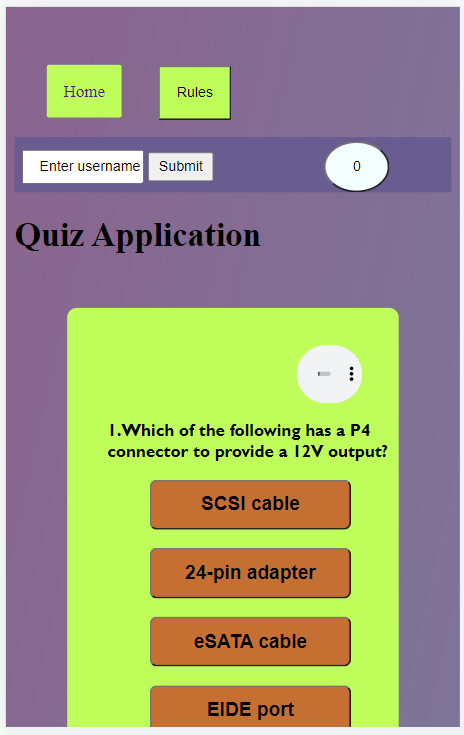 Home
Rules
Enter username
Submit
0
Quiz Application
1.Which of the following has a P4
connector to provide a 12V output?
SCSI cable
24-pin adapter
eSATA cable
EIDE port